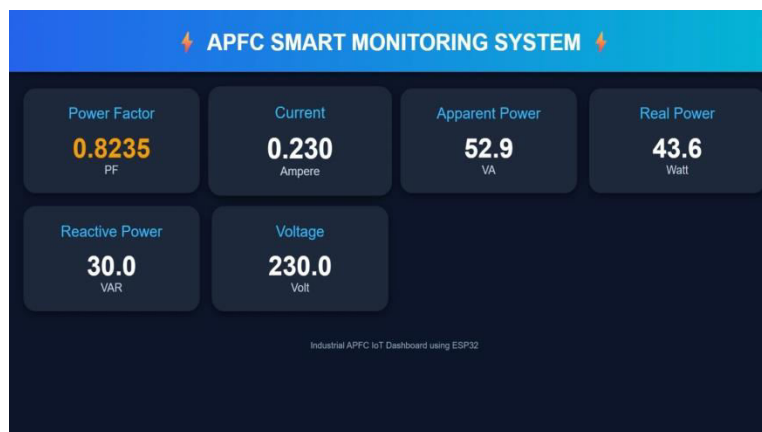 ⚡ APFC SMART MONITORING SYSTEM ⚡
Power Factor
0.8235
PF
Current
0.230
Ampere
Apparent Power
52.9
VA
Real Power
43.6
Watt
Reactive Power
30.0
VAR
Voltage
230.0
Volt
Industrial APFC IoT Dashboard using ESP32